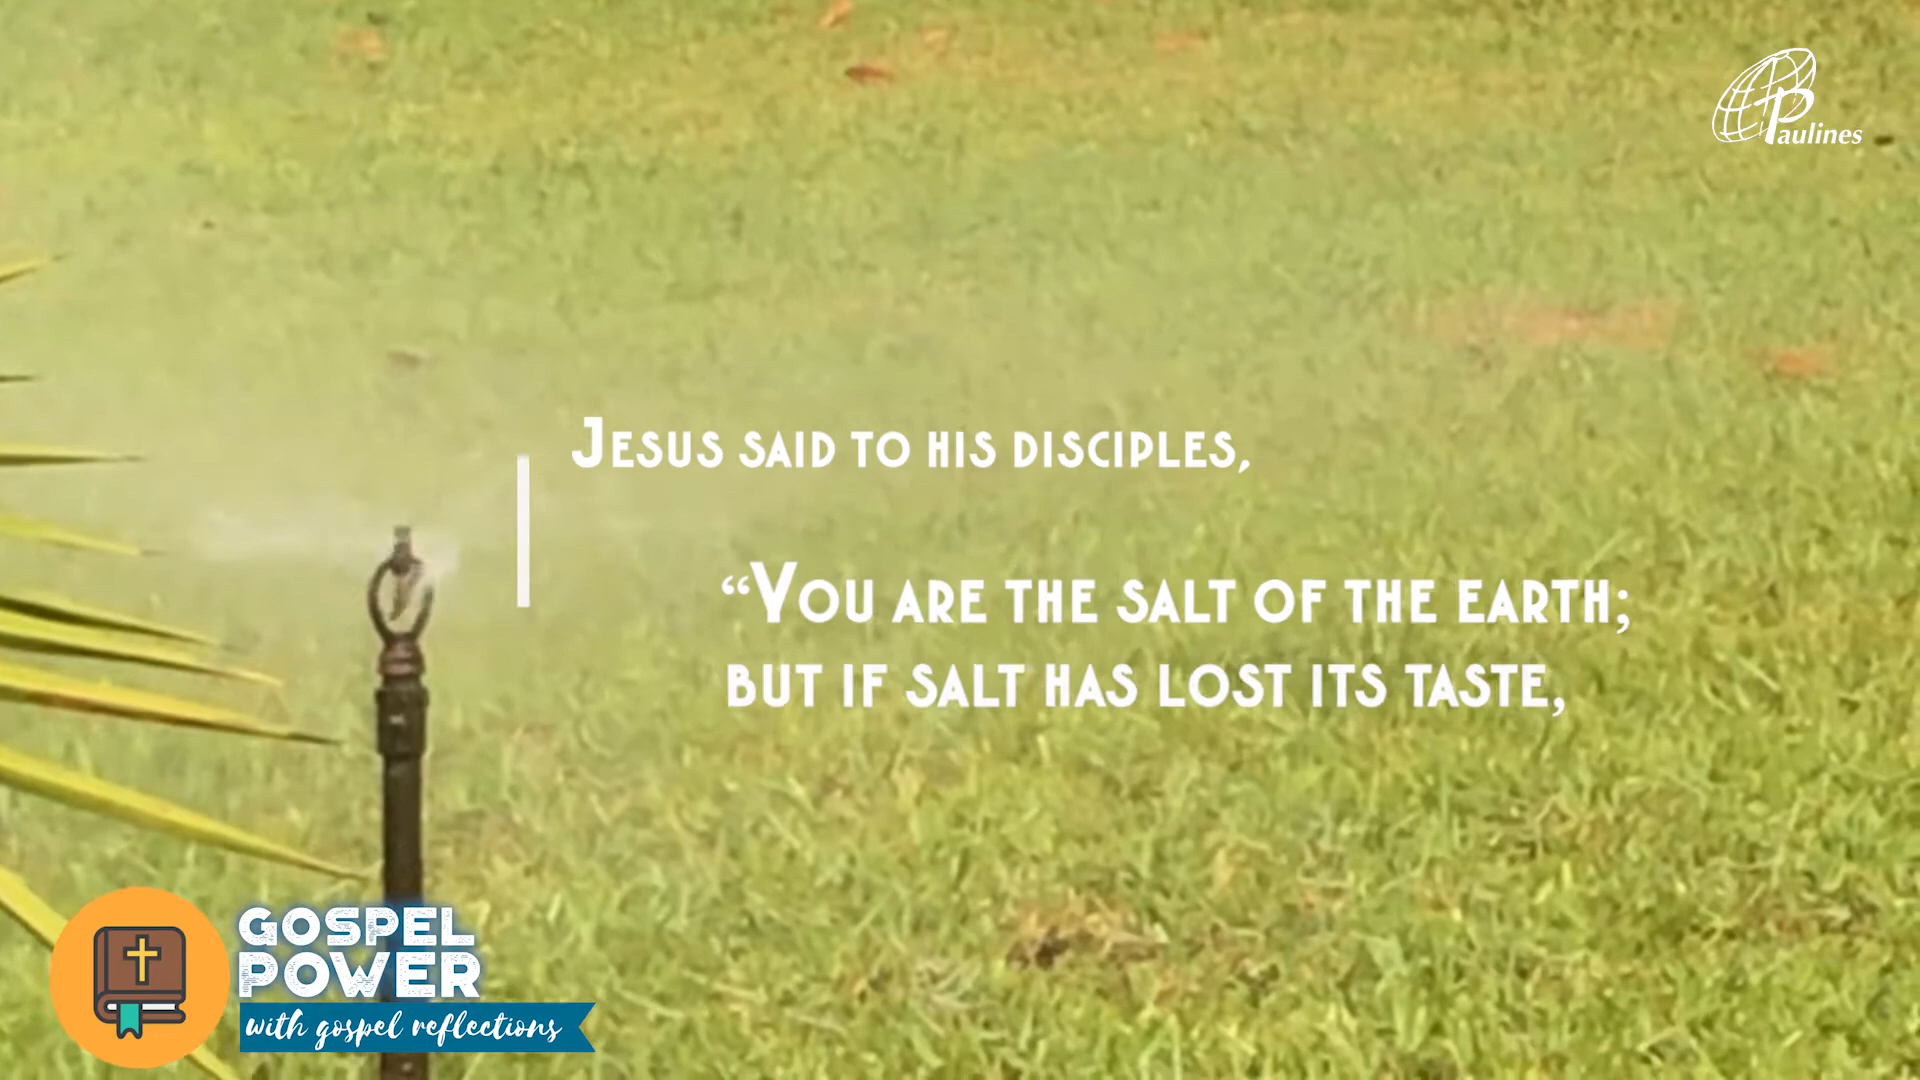 Paulines
Jesus said to his disciples,
“You are the salt of the earth;
but if salt has lost its taste,
GOSPEL
POWER
with gospel reflections